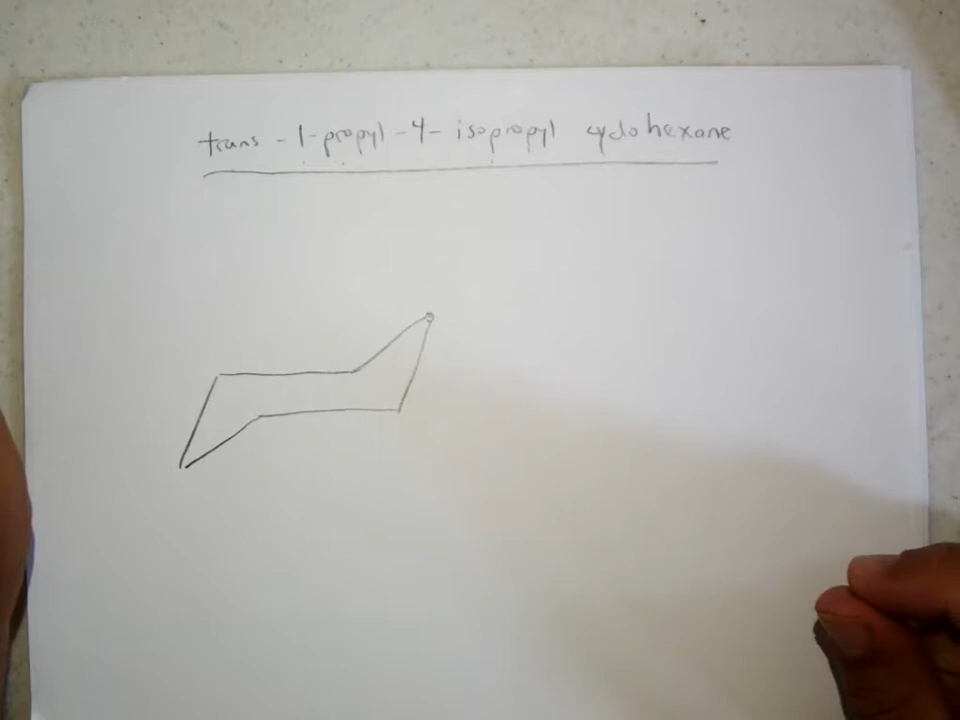 trans - 1- propyl - 4- isopropyl cyclohexane